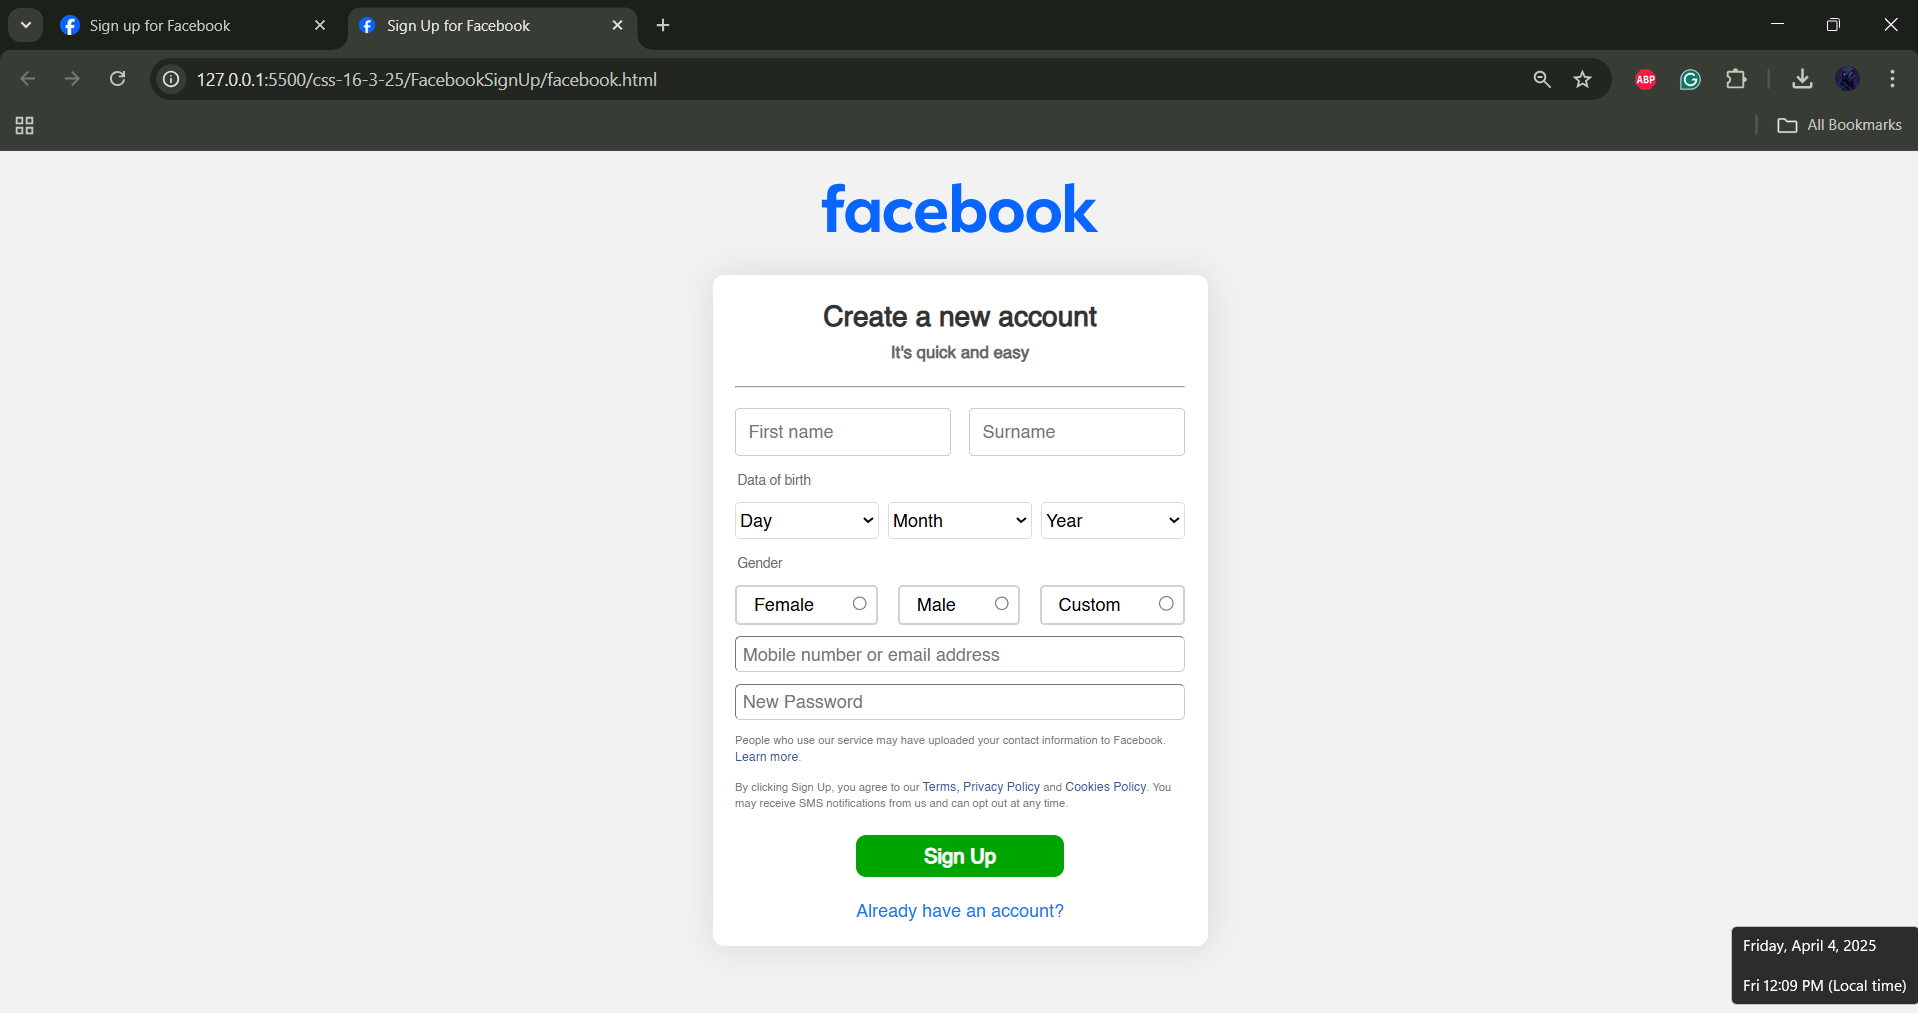 Sign up for Facebook
Sign Up for Facebook
127.0.0.1:5500/css-16-3-25/FacebookSignUp/facebook.html
ABP
All Bookmarks
facebook
Create a new account
It's quick and easy
First name
Surname
Data of birth
Day
Month
Year
Gender
Female
Male
Custom
Mobile number or email address
New Password
People who use our service may have uploaded your contact information to Facebook.
Learn more.
By clicking Sign Up, you agree to our Terms, Privacy Policy and Cookies Policy. You
may receive SMS notifications from us and can opt out at any time.
Sign Up
Already have an account?
Friday, April 4, 2025
Fri 12:09 PM (Local time)